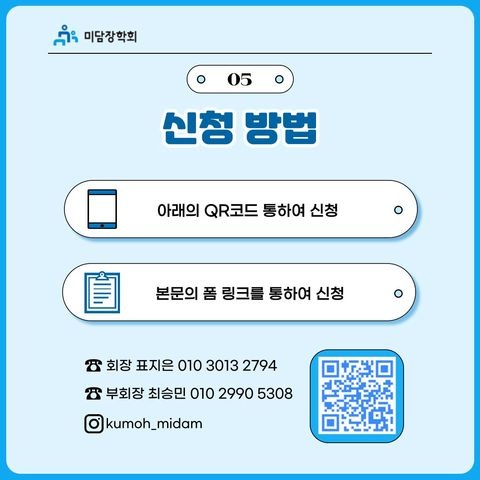 미담장학회
05
신청 방법
아래의 QR코드 통하여 신청
본문의 폼 링크를 통하여 신청
☎ 회장 표지은 010 3013 2794
☎ 부회장 최승민 010 2990 5308
kumoh_midam